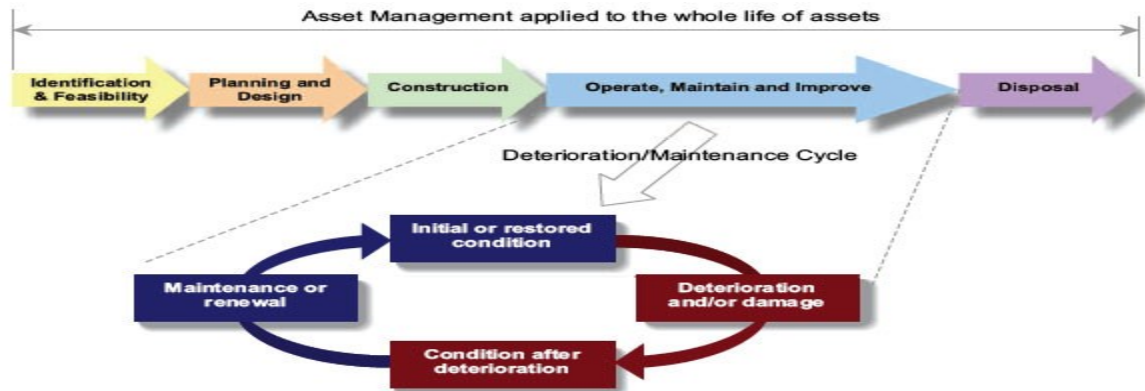 Asset Management applied to the whole life of assets
Identification
& Feasibility
Planning and
Design
Construction
Operate, Maintain and Improve
Disposal
Deterioration/Maintenance Cycle
Initial or restored
condition
Maintenance or
renewal
Deterioration
and/or damage
Condition after
deterioration